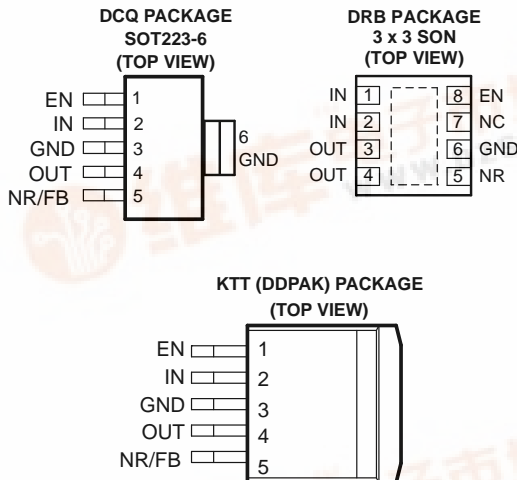 DCQ PACKAGE
SOT223-6
(TOP VIEW)
EN 1
IN 2
GND 3
OUT 4
NR/FB 5
6
GND
DRB PACKAGE
3 x 3 SON
(TOP VIEW)
IN 1 8 EN
IN 2 7 NC
OUT 3 6 GND
OUT 4 5 NR
KTT (DDPAK) PACKAGE
(TOP VIEW)
EN 1
IN 2
GND 3
OUT 4
NR/FB 5